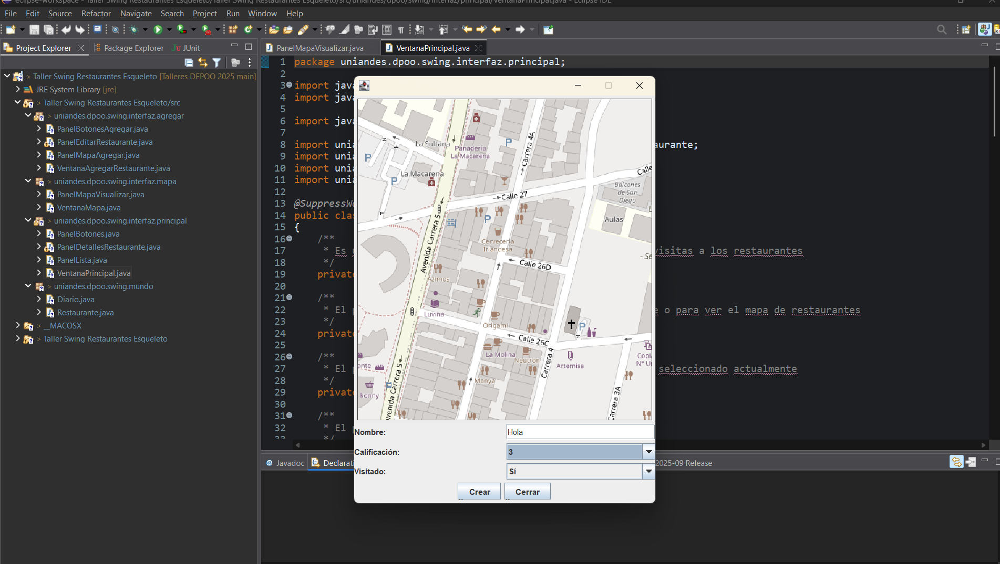 eclipse-workspace - Taller Swing Restaurantes Esqueleto/Taller Swing Restaurantes Esqueleto/src/uniandes/dpoo/swing/interfaz/principal/VentanaPrincipal.java - Eclipse IDE
File Edit Source Refactor Navigate Search Project Run Window Help
Project Explorer
Package Explorer
JUnit
> Taller Swing Restaurantes Esqueleto [Talleres DEPOO 2025 main]
JRE System Library [jre]
> Taller Swing Restaurantes Esqueleto/src
> uniandes.dpoo.swing.interfaz.agregar
PanelBotonesAgregar.java
PanelEditarRestaurante.java
PanelMapaAgregar.java
VentanaAgregarRestaurante.java
> uniandes.dpoo.swing.interfaz.mapa
PanelMapaVisualizar.java
VentanaMapa.java
> uniandes.dpoo.swing.interfaz.principal
PanelBotones.java
PanelDetallesRestaurante.java
PanelLista.java
VentanaPrincipal.java
> uniandes.dpoo.swing.mundo
Diario.java
Restaurante.java
> __MACOSX
> Taller Swing Restaurantes Esqueleto
PanelMapaVisualizar.java
VentanaPrincipal.java
1 package uniandes.dpoo.swing.interfaz.principal;
2
3 import java
4 import java
5
6 import java
7
8 import unia aurante;
9 import unia
10 import unia
11 import unia
12
13 @SuppressWa
14 public clas
15 {
16 /**
17 * Es visitas a los restaurantes
18 */
19 private
20
21 /**
22 * El p e o para ver el mapa de restaurantes
23 */
24 private
25
26 /**
27 * El p seleccionado actualmente
28 */
29 private
30
31 /**
32 * El p
33 */
La Sultana
Panadería
La Macarena
Carrera 4A
P
P
La Macarena
P
Calle
Balcones
de San
Diego
Calle 27
P
Aulas
Avenida Carrera 5
Cervecería
Irlandesa
- Se
Calle 26D
Azimos
Luvina
Origami
P
Calle 26C
La Molina
Neutron
Carrera 4
Artemisa
Copi
N° U
ante
Manya
Avenida Carrera 5
konny
Carrera 3A
Nombre: Hola
Calificación: 3
Visitado: Sí
Crear Cerrar
Javadoc
Declarati
2025-09 Release